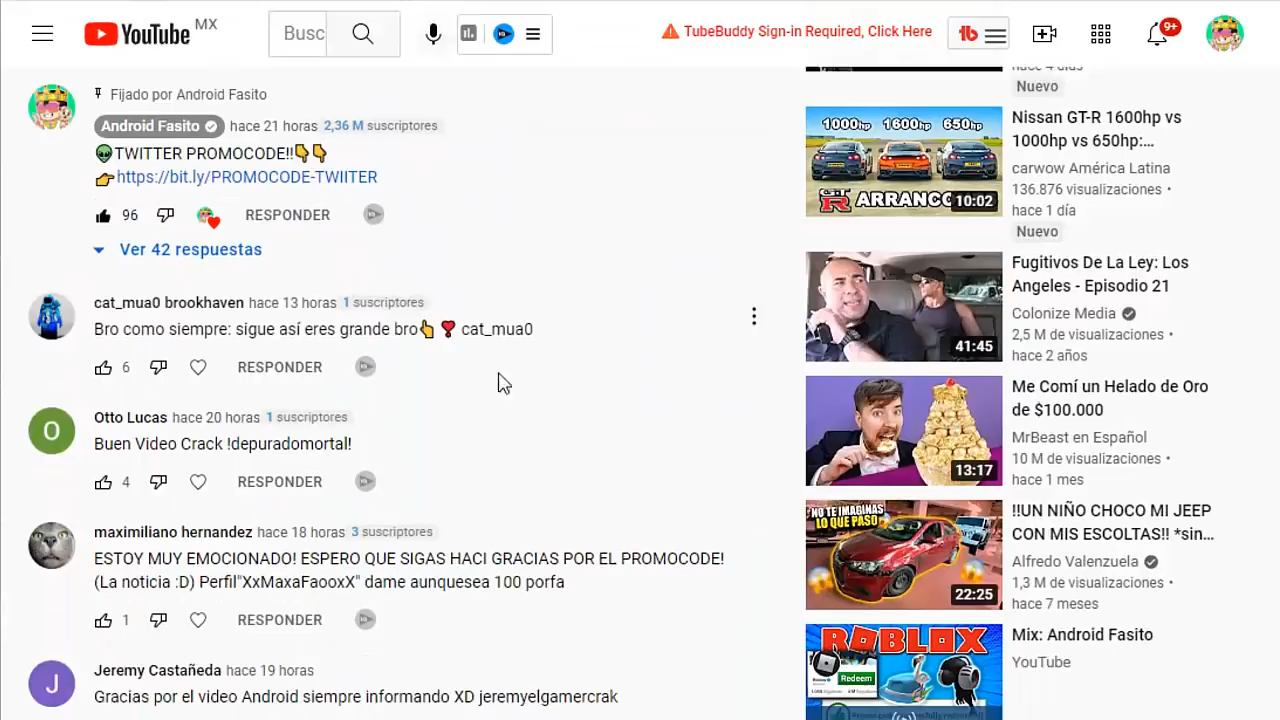 YouTube MX
Busc
TubeBuddy Sign-in Required, Click Here
tb
9+
Fijado por Android Fasito
Android Fasito hace 21 horas 2,36 M suscriptores
👽TWITTER PROMOCODE!!👇👇
👉https://bit.ly/PROMOCODE-TWIITER
96 RESPONDER
Ver 42 respuestas
cat_mua0 brookhaven hace 13 horas 1 suscriptores
Bro como siempre: sigue así eres grande bro👆❣️ cat_mua0
6 RESPONDER
Otto Lucas hace 20 horas 1 suscriptores
O
Buen Video Crack !depuradomortal!
4 RESPONDER
maximiliano hernandez hace 18 horas 3 suscriptores
ESTOY MUY EMOCIONADO! ESPERO QUE SIGAS HACI GRACIAS POR EL PROMOCODE!
(La noticia :D) Perfil"XxMaxaFaooxX" dame aunquesea 100 porfa
1 RESPONDER
Jeremy Castañeda hace 19 horas
J
Gracias por el video Android siempre informando XD jeremyelgamercrak
hace 4 días
Nuevo
1000hp 1600hp 650hp
GT-R ARRANC
10:02
Nissan GT-R 1600hp vs
1000hp vs 650hp:...
carwow América Latina
136.876 visualizaciones •
hace 1 día
Nuevo
41:45
Fugitivos De La Ley: Los
Angeles - Episodio 21
Colonize Media
2,5 M de visualizaciones •
hace 2 años
13:17
Me Comí un Helado de Oro
de $100.000
MrBeast en Español
10 M de visualizaciones •
hace 1 mes
NO TE IMAGINAS
LO QUE PASO
22:25
!!UN NIÑO CHOCO MI JEEP
CON MIS ESCOLTAS!! *sin...
Alfredo Valenzuela
1,3 M de visualizaciones •
hace 7 meses
ROBLOX
Redeem
Mix: Android Fasito
YouTube